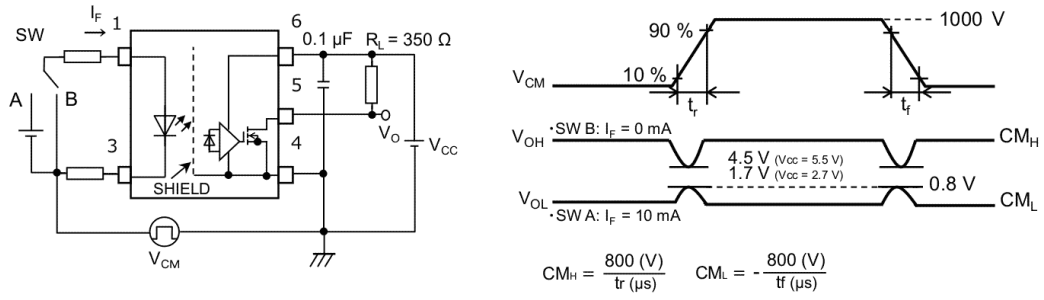 I_F
SW
1
6
0.1 μF
R_L = 350 Ω
A
B
5
3
4
V_O
V_CC
SHIELD
V_CM
1000 V
90 %
10 %
V_CM
t_r
t_f
V_OH
・SW B: I_F = 0 mA
CM_H
4.5 V (Vcc = 5.5 V)
1.7 V (Vcc = 2.7 V)
0.8 V
V_OL
・SW A: I_F = 10 mA
CM_L
CM_H = 800 (V) / tr (μs)
CM_L = - 800 (V) / tf (μs)